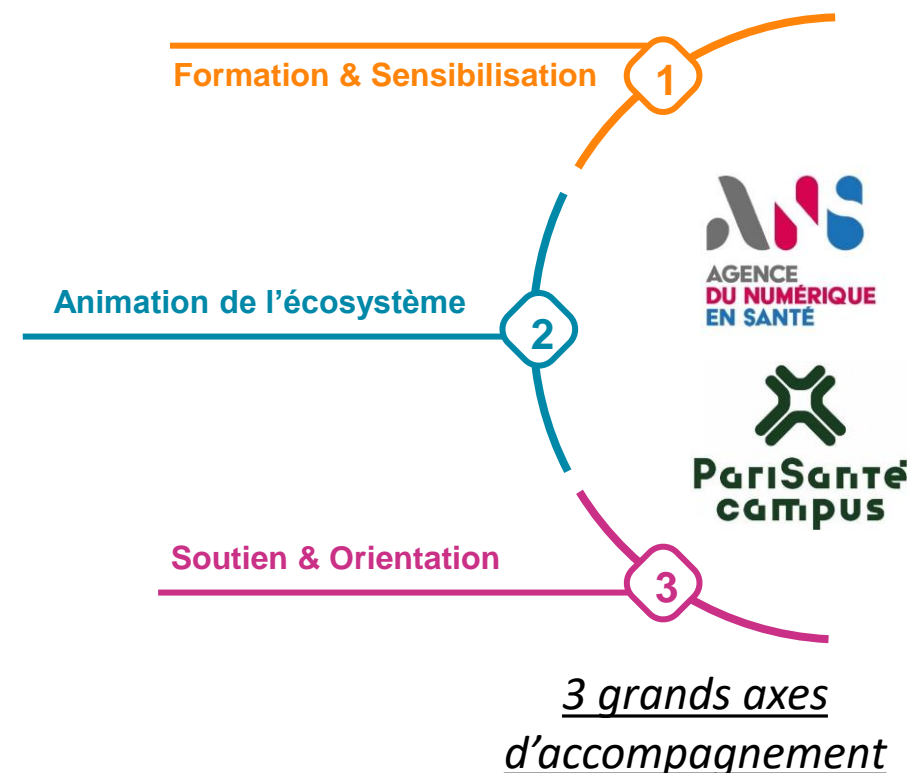 Formation & Sensibilisation
1
ANS
AGENCE
DU NUMÉRIQUE
EN SANTÉ
Animation de l’écosystème
2
PariSanté
campus
Soutien & Orientation
3
3 grands axes
d’accompagnement